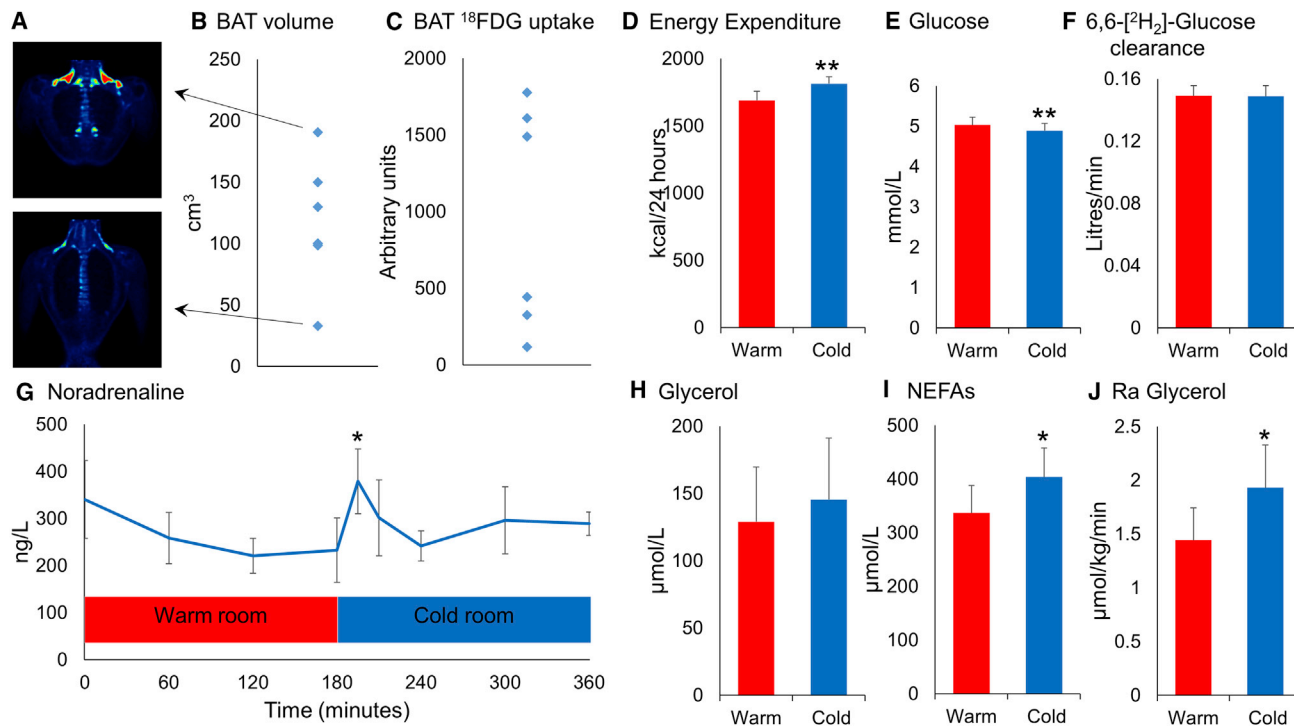 A
B BAT volume
250
200
150
100
50
0
cm³
C BAT ¹⁸FDG uptake
2000
1500
1000
500
0
Arbitrary units
D Energy Expenditure
2000
1500
1000
500
0
kcal/24 hours
**
Warm Cold
E Glucose
6
5
4
3
2
1
0
mmol/L
**
Warm Cold
F 6,6-[²H₂]-Glucose
clearance
0.16
0.12
0.08
0.04
0
Litres/min
Warm Cold
G Noradrenaline
500
400
300
200
100
0
ng/L
*
Warm room Cold room
0 60 120 180 240 300 360
Time (minutes)
H Glycerol
200
150
100
50
0
µmol/L
Warm Cold
I NEFAs
500
400
300
200
100
0
µmol/L
*
Warm Cold
J Ra Glycerol
2.5
2
1.5
1
0.5
0
µmol/kg/min
*
Warm Cold